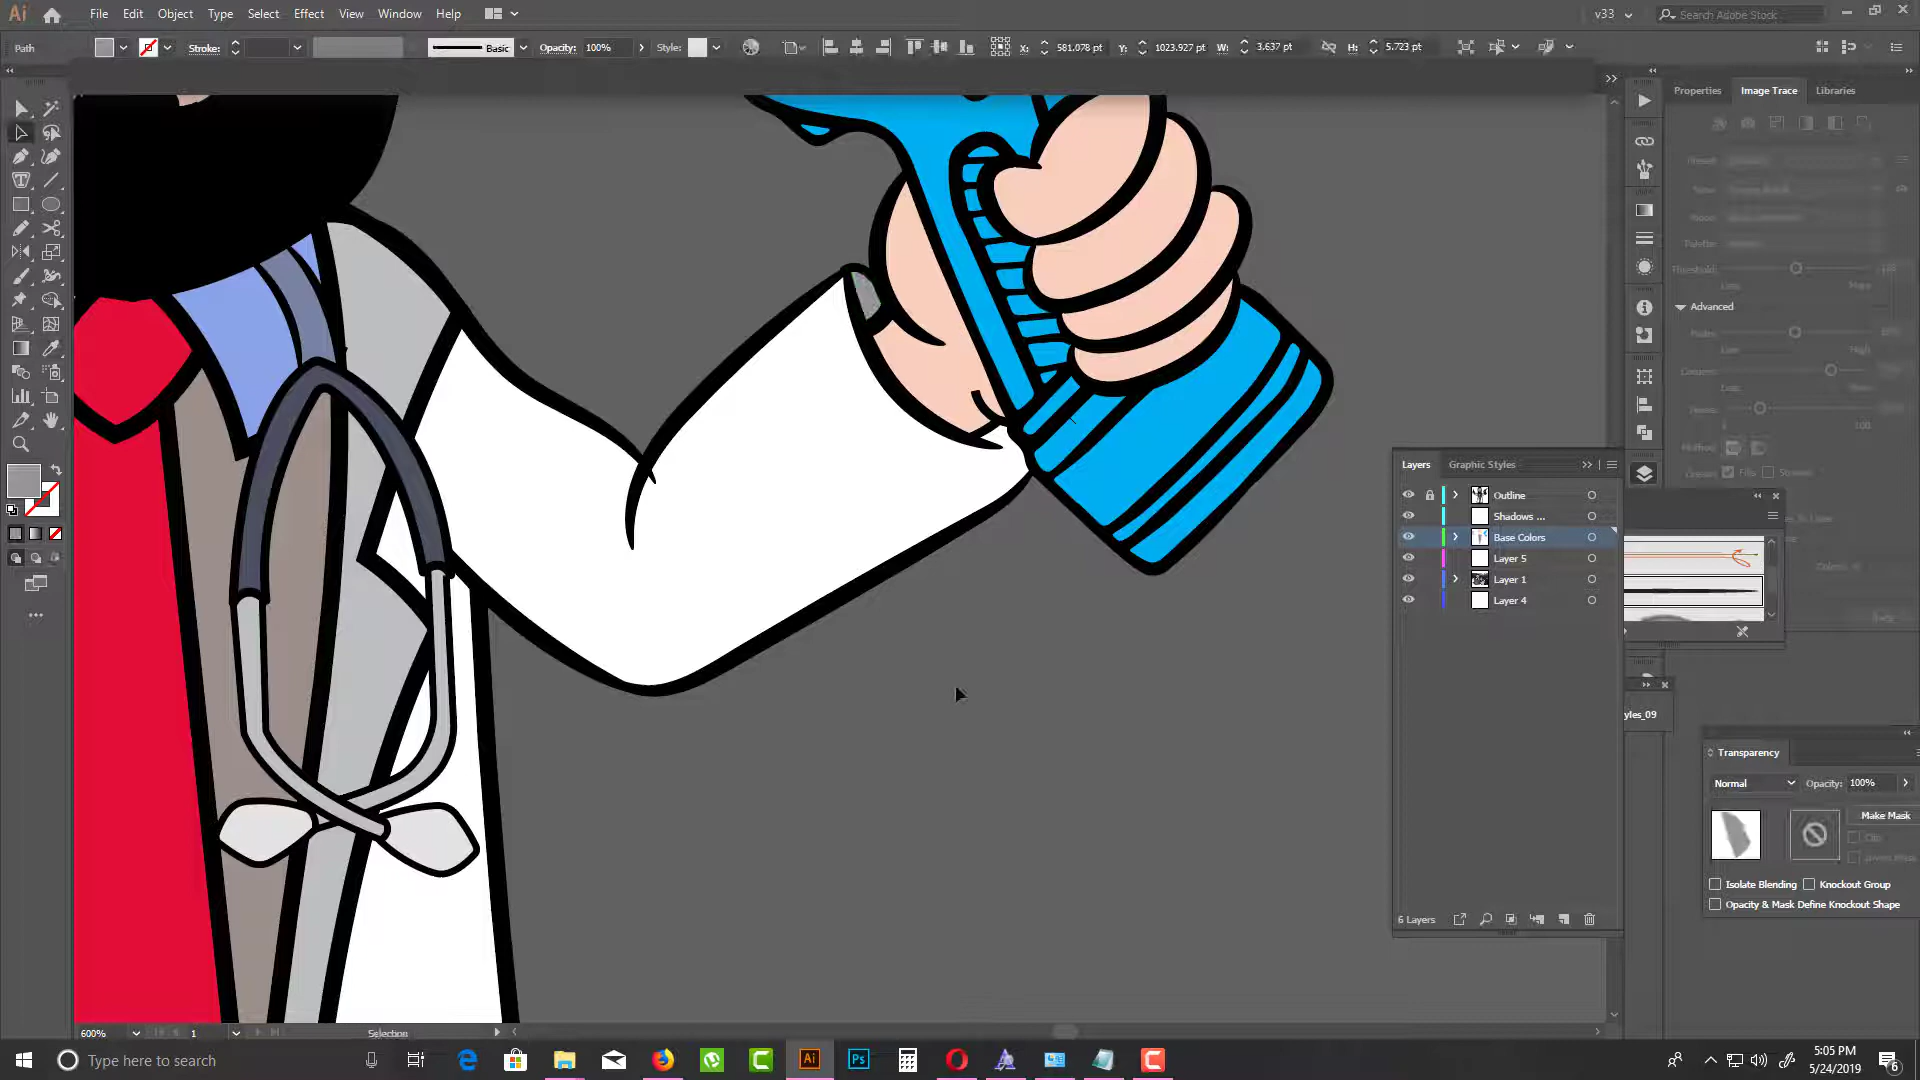 Ai File Edit Object Type Select Effect View Window Help v33 Search Adobe Stock
Path Stroke: Basic Opacity: 100% Style: X: 581.078 pt Y: 1023.927 pt W: 3.637 pt H: 5.723 pt
Properties Image Trace Libraries
Advanced
Layers Graphic Styles
Outline
Shadows ...
Base Colors
Layer 5
Layer 1
Layer 4
yles_09
Transparency
Normal Opacity: 100%
Make Mask
Isolate Blending Knockout Group
Opacity & Mask Define Knockout Shape
6 Layers
600% 1 Selection
Type here to search
Ai Ps
5:05 PM
5/24/2019
6